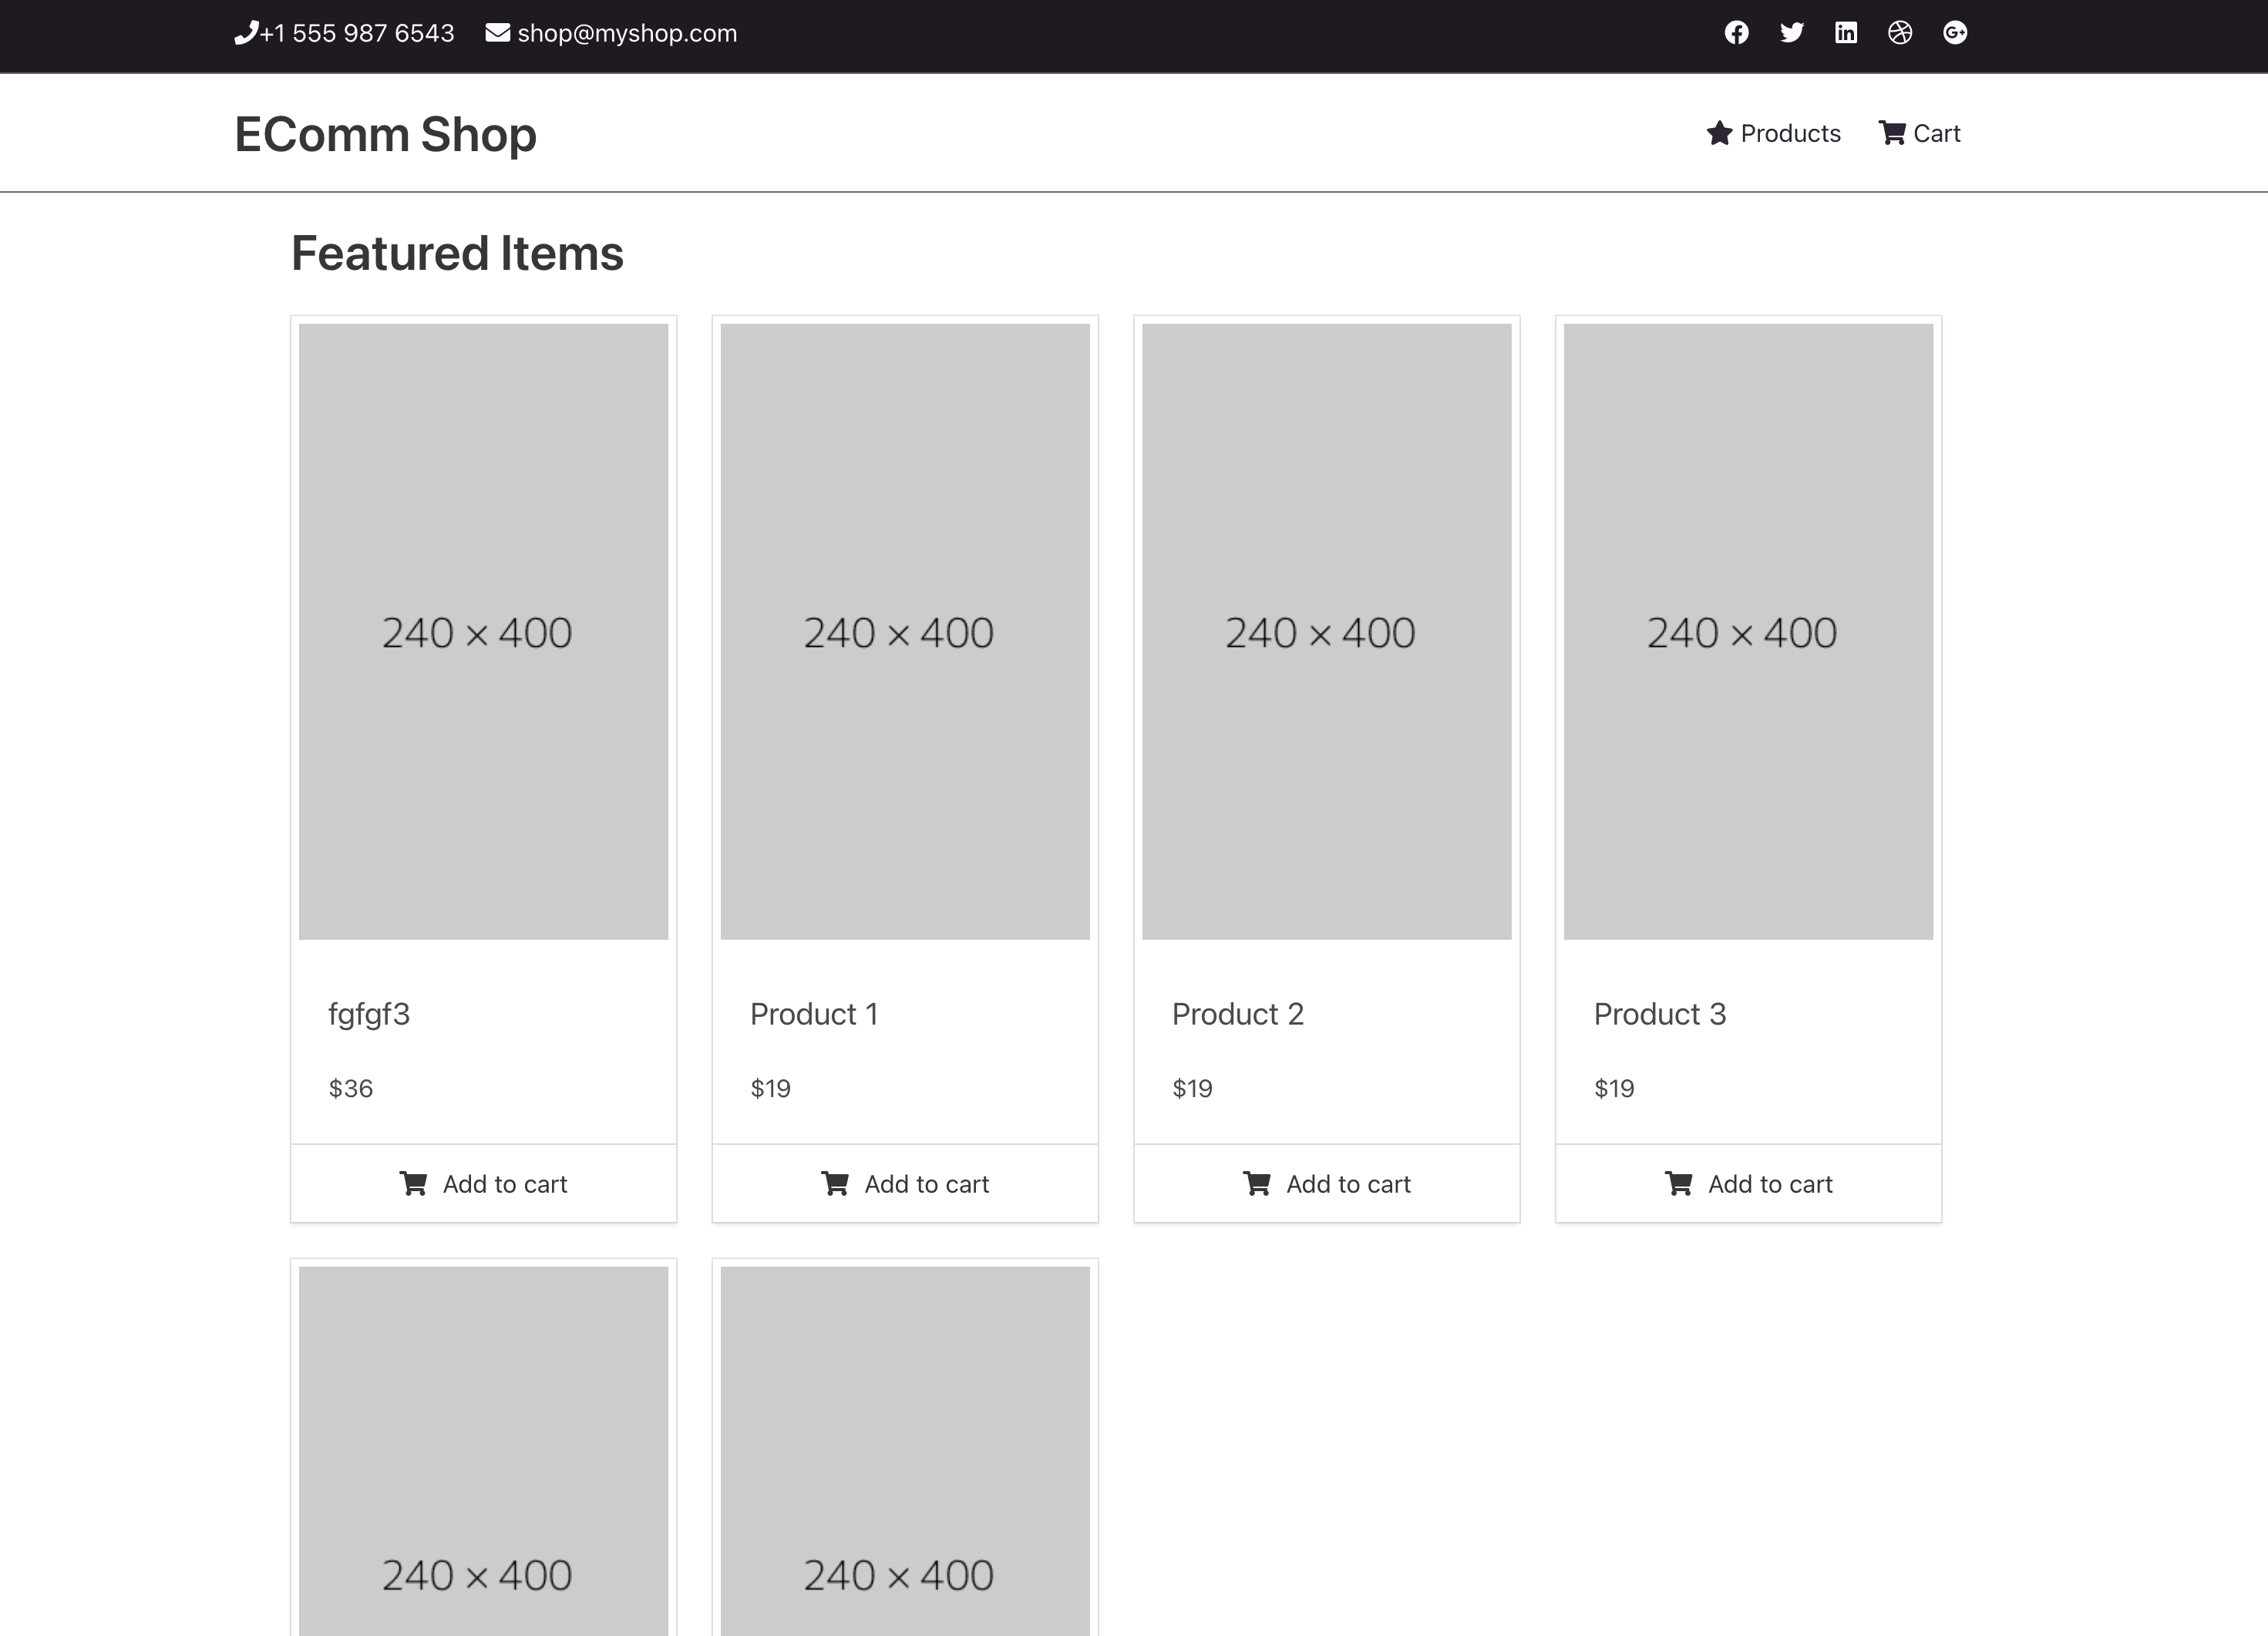 +1 555 987 6543 shop@myshop.com
EComm Shop
Products Cart
Featured Items
240 × 400 240 × 400 240 × 400 240 × 400
fgfgf3 Product 1 Product 2 Product 3
$36 $19 $19 $19
Add to cart Add to cart Add to cart Add to cart
240 × 400 240 × 400